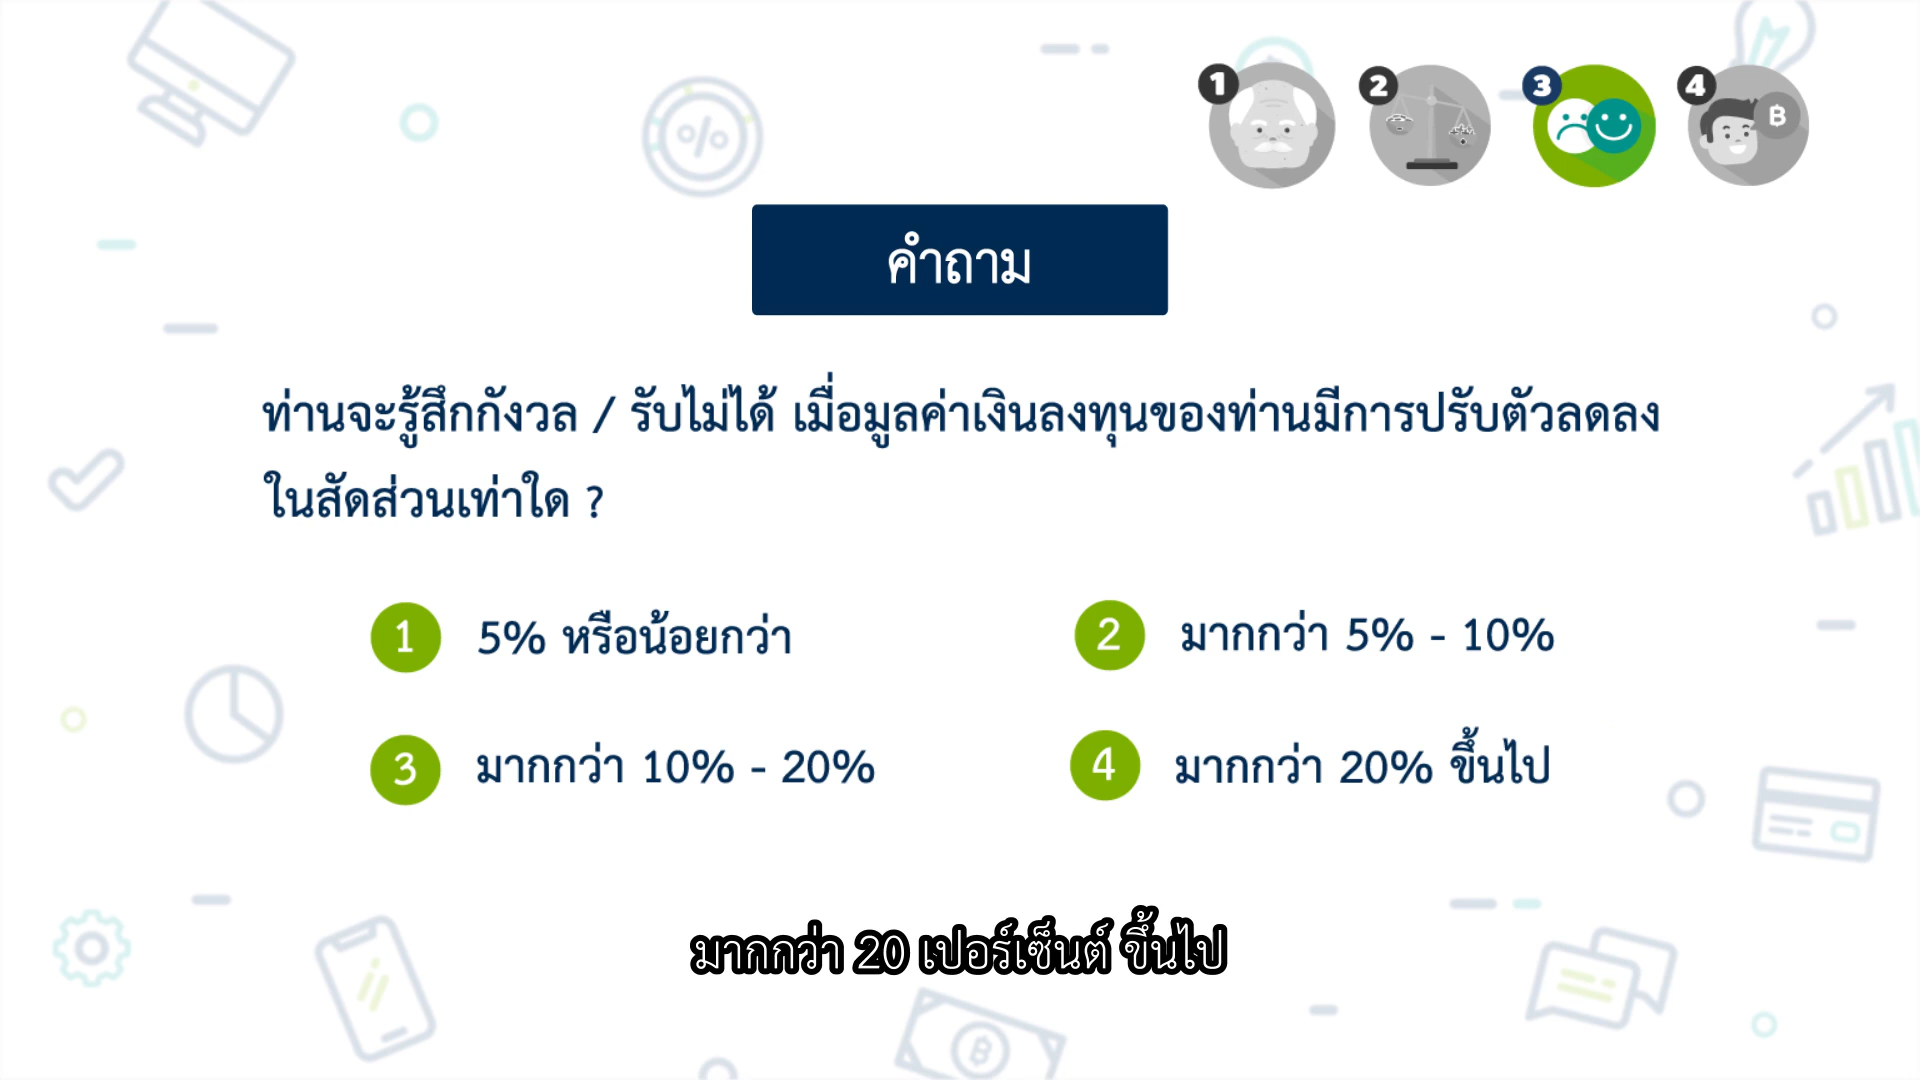 1 2 3 4
฿
%
คำถาม
ท่านจะรู้สึกกังวล / รับไม่ได้ เมื่อมูลค่าเงินลงทุนของท่านมีการปรับตัวลดลง
ในสัดส่วนเท่าใด ?
1 5% หรือน้อยกว่า
2 มากกว่า 5% - 10%
3 มากกว่า 10% - 20%
4 มากกว่า 20% ขึ้นไป
มากกว่า 20 เปอร์เซ็นต์ ขึ้นไป
฿